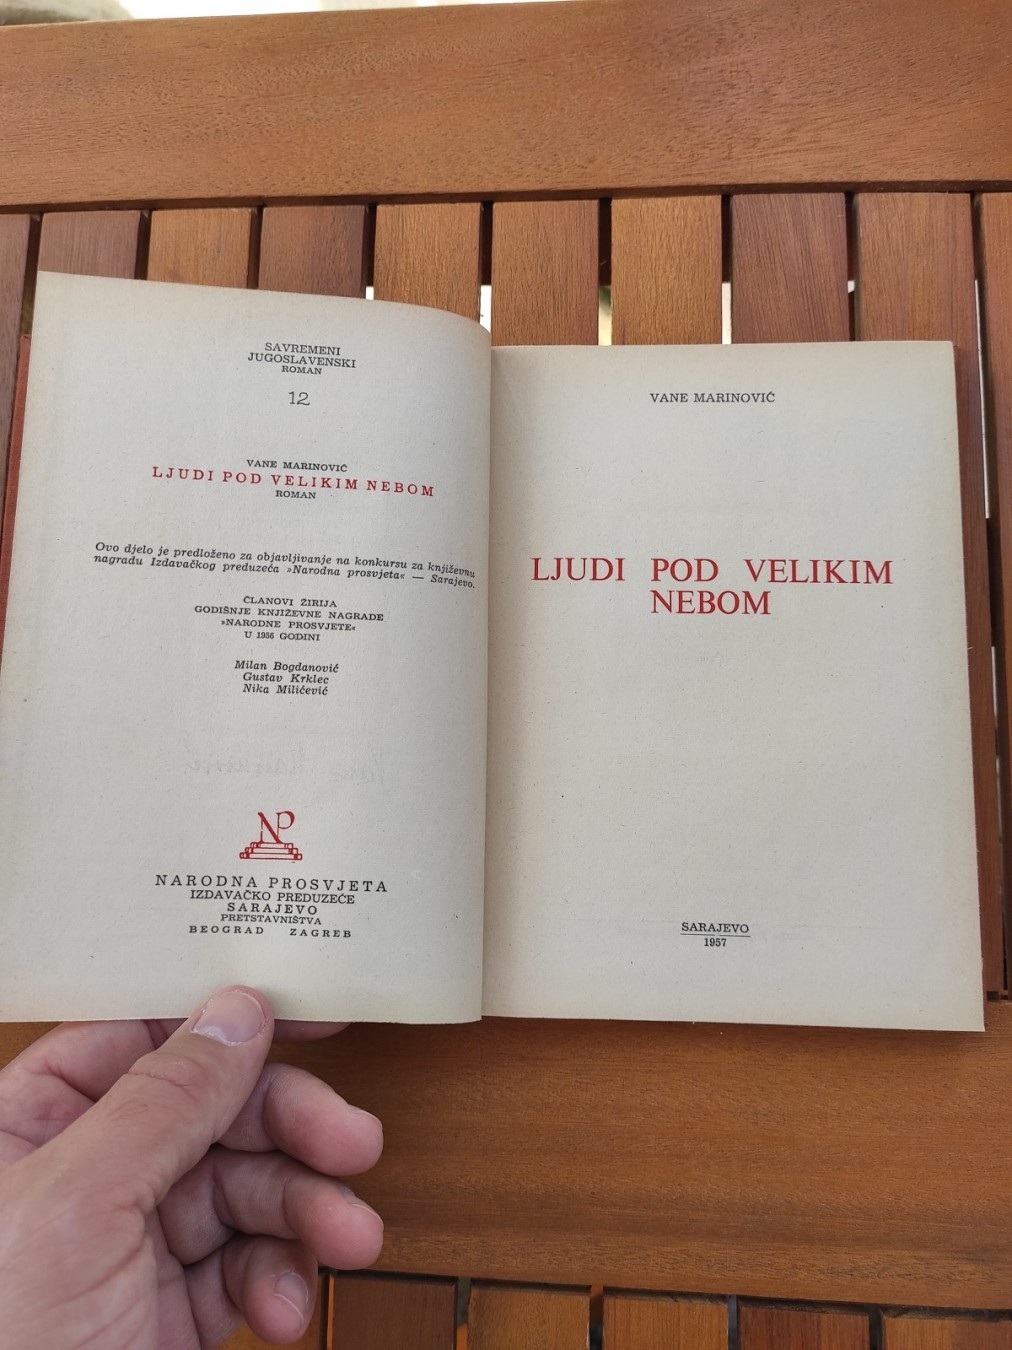 SAVREMENI
JUGOSLAVENSKI
ROMAN
12
VANE MARINOVIĆ
LJUDI POD VELIKIM NEBOM
ROMAN
Ovo djelo je predloženo za objavljivanje na konkursu za književnu
nagradu Izdavačkog preduzeća »Narodna prosvjeta« — Sarajevo.
ČLANOVI ŽIRIJA
GODIŠNJE KNJIŽEVNE NAGRADE
»NARODNE PROSVJETE«
U 1956 GODINI
Milan Bogdanović
Gustav Krklec
Nika Milićević
NP
NARODNA PROSVJETA
IZDAVAČKO PREDUZEĆE
SARAJEVO
PRETSTAVNIŠTVA
BEOGRAD ZAGREB
VANE MARINOVIĆ
LJUDI POD VELIKIM
NEBOM
SARAJEVO
1957